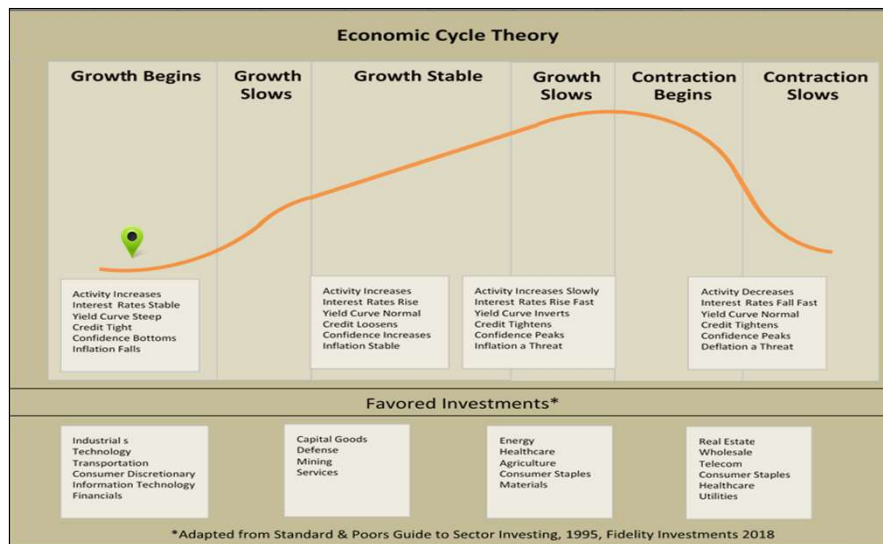 Economic Cycle Theory
Growth Begins
Growth
Slows
Growth Stable
Growth
Slows
Contraction
Begins
Contraction
Slows
Activity Increases
Interest Rates Stable
Yield Curve Steep
Credit Tight
Confidence Bottoms
Inflation Falls
Activity Increases
Interest Rates Rise
Yield Curve Normal
Credit Loosens
Confidence Increases
Inflation Stable
Activity Increases Slowly
Interest Rates Rise Fast
Yield Curve Inverts
Credit Tightens
Confidence Peaks
Inflation a Threat
Activity Decreases
Interest Rates Fall Fast
Yield Curve Normal
Credit Tightens
Confidence Peaks
Deflation a Threat
Favored Investments*
Industrial s
Technology
Transportation
Consumer Discretionary
Information Technology
Financials
Capital Goods
Defense
Mining
Services
Energy
Healthcare
Agriculture
Consumer Staples
Materials
Real Estate
Wholesale
Telecom
Consumer Staples
Healthcare
Utilities
*Adapted from Standard & Poors Guide to Sector Investing, 1995, Fidelity Investments 2018